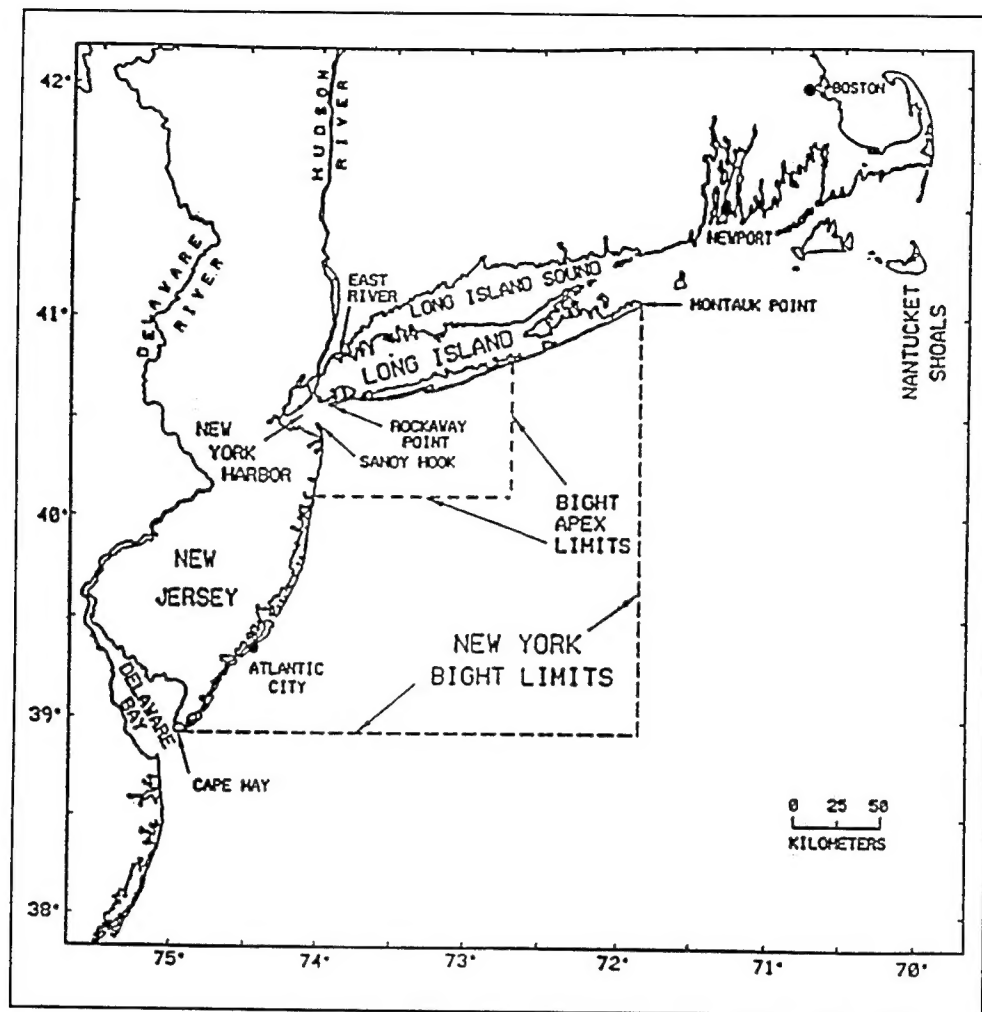 42°
41°
40°
39°
38°
75°
74°
73°
72°
71°
70°
HUDSON
RIVER
DELAWARE
RIVER
BOSTON
NEWPORT
EAST
RIVER
LONG ISLAND SOUND
LONG ISLAND
MONTAUK POINT
NANTUCKET
SHOALS
NEW
YORK
HARBOR
ROCKAWAY
POINT
SANDY HOOK
BIGHT
APEX
LIMITS
NEW
JERSEY
NEW YORK
BIGHT LIMITS
ATLANTIC
CITY
DELAWARE
BAY
CAPE MAY
0 25 50
KILOMETERS